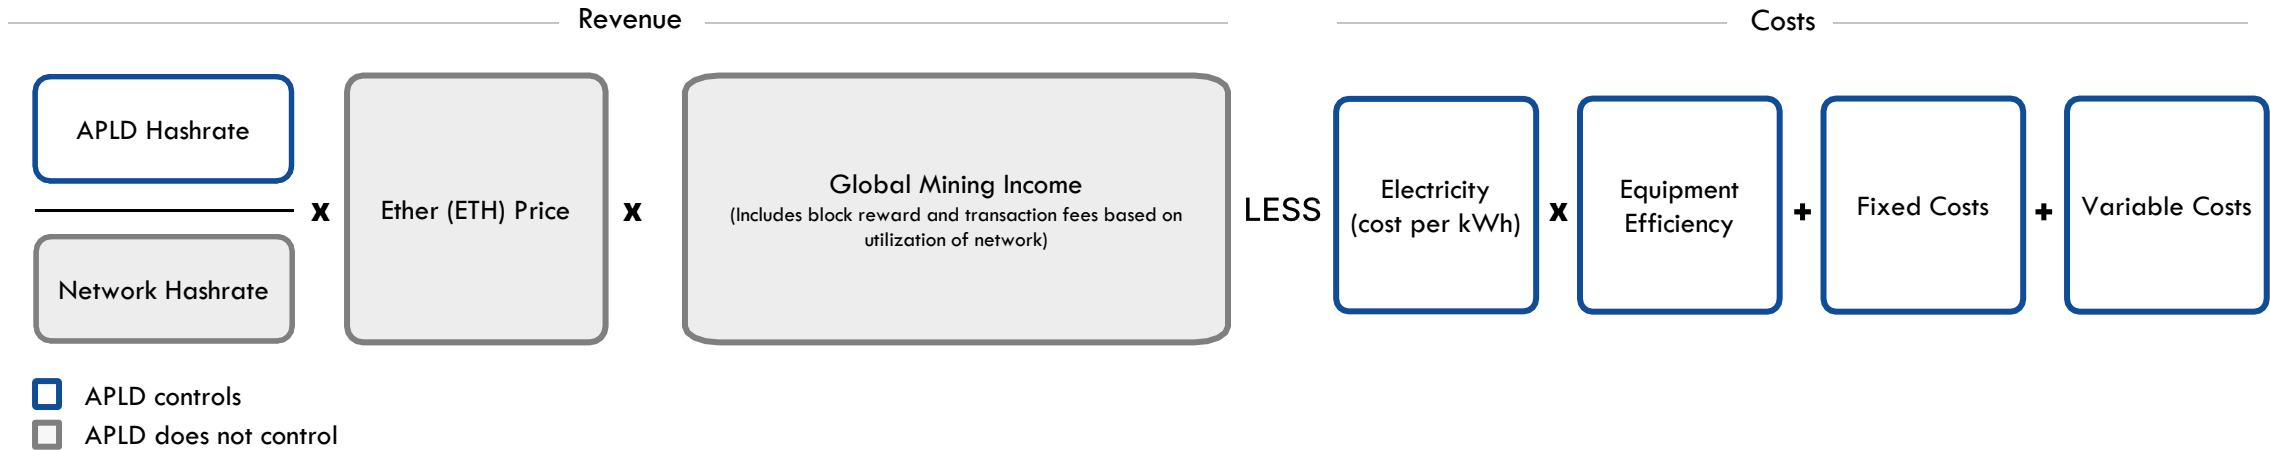 Revenue
Costs
APLD Hashrate
Network Hashrate
x
Ether (ETH) Price
x
Global Mining Income
(Includes block reward and transaction fees based on
utilization of network)
LESS
Electricity
(cost per kWh)
x
Equipment
Efficiency
+
Fixed Costs
+
Variable Costs
APLD controls
APLD does not control